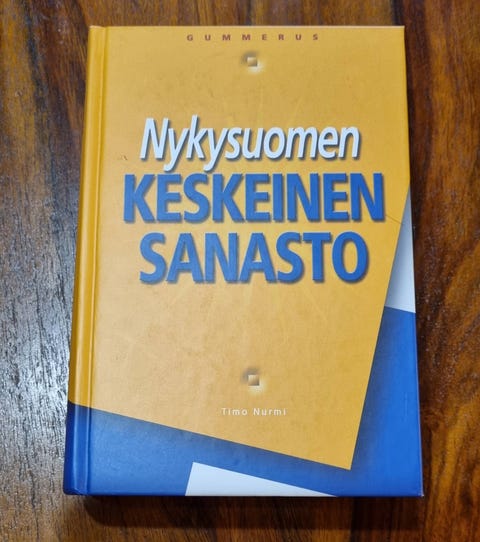 GUMMERUS
Nykysuomen
KESKEINEN
SANASTO
Timo Nurmi